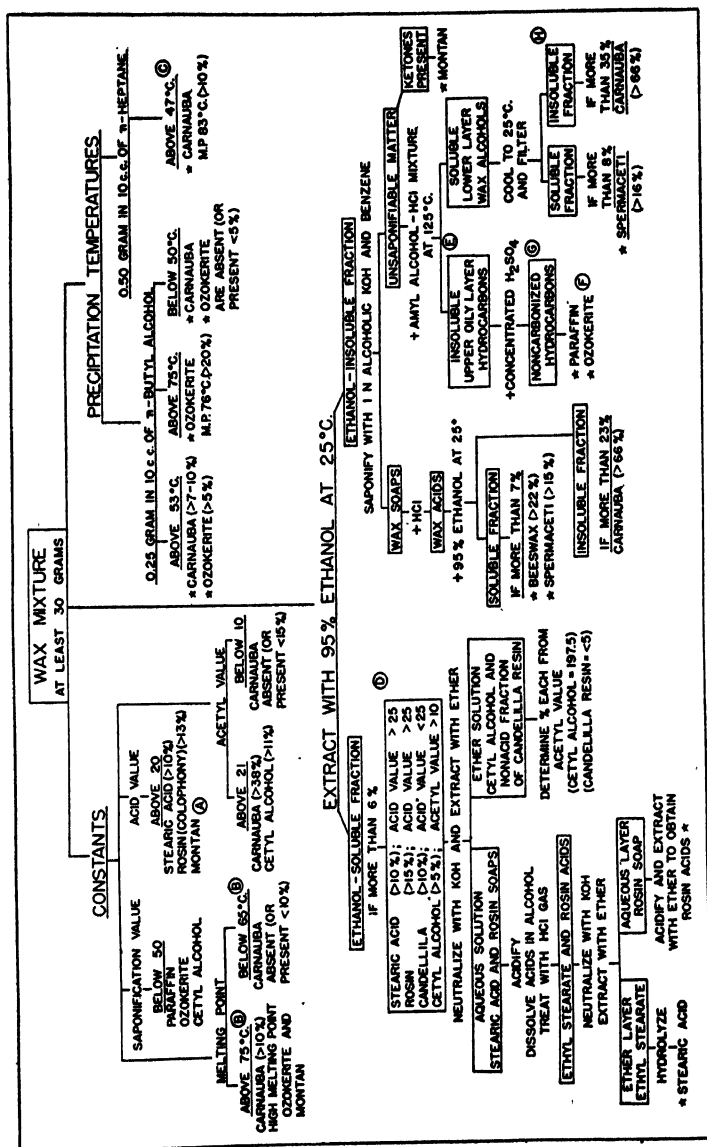 WAX MIXTURE
AT LEAST 30 GRAMS
CONSTANTS
SAPONIFICATION VALUE
BELOW 50
PARAFFIN
OZOKERITE
CETYL ALCOHOL
ACID VALUE
ABOVE 20
STEARIC ACID (>10%)
ROSIN (COLOPHONY) (>13%)
MONTAN Ⓐ
MELTING POINT
ABOVE 75°C. Ⓑ
CARNAUBA (>10%)
HIGH MELTING POINT
OZOKERITE AND
MONTAN
BELOW 65°C. Ⓑ
CARNAUBA
ABSENT (OR
PRESENT <10%)
ACETYL VALUE
ABOVE 21
CARNAUBA (>38%)
CETYL ALCOHOL (>11%)
BELOW 10
CARNAUBA
ABSENT (OR
PRESENT <15%)
PRECIPITATION TEMPERATURES
0.25 GRAM IN 10 C.C. OF n-BUTYL ALCOHOL
ABOVE 53°C.
★ CARNAUBA (>7-10%)
★ OZOKERITE (>5%)
ABOVE 75°C.
★ OZOKERITE
M.P. 76°C. (>20%)
BELOW 50°C.
★ CARNAUBA
★ OZOKERITE
ARE ABSENT (OR
PRESENT <5%)
0.50 GRAM IN 10 C.C. OF n-HEPTANE
ABOVE 47°C. Ⓒ
★ CARNAUBA
M.P. 83°C. (>10%)
EXTRACT WITH 95% ETHANOL AT 25°C.
ETHANOL-SOLUBLE FRACTION
IF MORE THAN 6%
STEARIC ACID (>10%); ACID VALUE > 25 Ⓓ
ROSIN (>15%); ACID VALUE >25
CANDELLILA (>10%); ACID VALUE <25
CETYL ALCOHOL (>5%); ACETYL VALUE >10
NEUTRALIZE WITH KOH AND EXTRACT WITH ETHER
AQUEOUS SOLUTION
STEARIC ACID AND ROSIN SOAPS
ACIDIFY
DISSOLVE ACIDS IN ALCOHOL
TREAT WITH HCl GAS
ETHYL STEARATE AND ROSIN ACIDS
NEUTRALIZE WITH KOH
EXTRACT WITH ETHER
ETHER LAYER
ETHYL STEARATE
HYDROLYZE
★ STEARIC ACID
AQUEOUS LAYER
ROSIN SOAP
ACIDIFY AND EXTRACT
WITH ETHER TO OBTAIN
ROSIN ACIDS ★
ETHER SOLUTION
CETYL ALCOHOL AND
NONACID FRACTION
OF CANDELILLA RESIN
DETERMINE % EACH FROM
ACETYL VALUE
(CETYL ALCOHOL = 197.5)
(CANDELILLA RESIN = <5)
ETHANOL-INSOLUBLE FRACTION
SAPONIFY WITH 1 N ALCOHOLIC KOH AND BENZENE
WAX SOAPS
+ HCl
WAX ACIDS
+ 95% ETHANOL AT 25°
SOLUBLE FRACTION
IF MORE THAN 7%
★ BEESWAX (>22%)
★ SPERMACETI (>15%)
INSOLUBLE FRACTION
IF MORE THAN 23%
CARNAUBA (>66%)
UNSAPONIFIABLE MATTER
+ AMYL ALCOHOL-HCl MIXTURE
AT 125°C.
KETONES
PRESENT
★ MONTAN
INSOLUBLE Ⓔ
UPPER OILY LAYER
HYDROCARBONS
+CONCENTRATED H2SO4
NONCARBONIZED Ⓖ
HYDROCARBONS
★ PARAFFIN
★ OZOKERITE Ⓕ
SOLUBLE
LOWER LAYER
WAX ALCOHOLS
COOL TO 25°C.
AND FILTER
SOLUBLE
FRACTION
IF MORE
THAN 8%
★ SPERMACETI
(>16%)
INSOLUBLE Ⓗ
FRACTION
IF MORE
THAN 35%
CARNAUBA
(>66%)